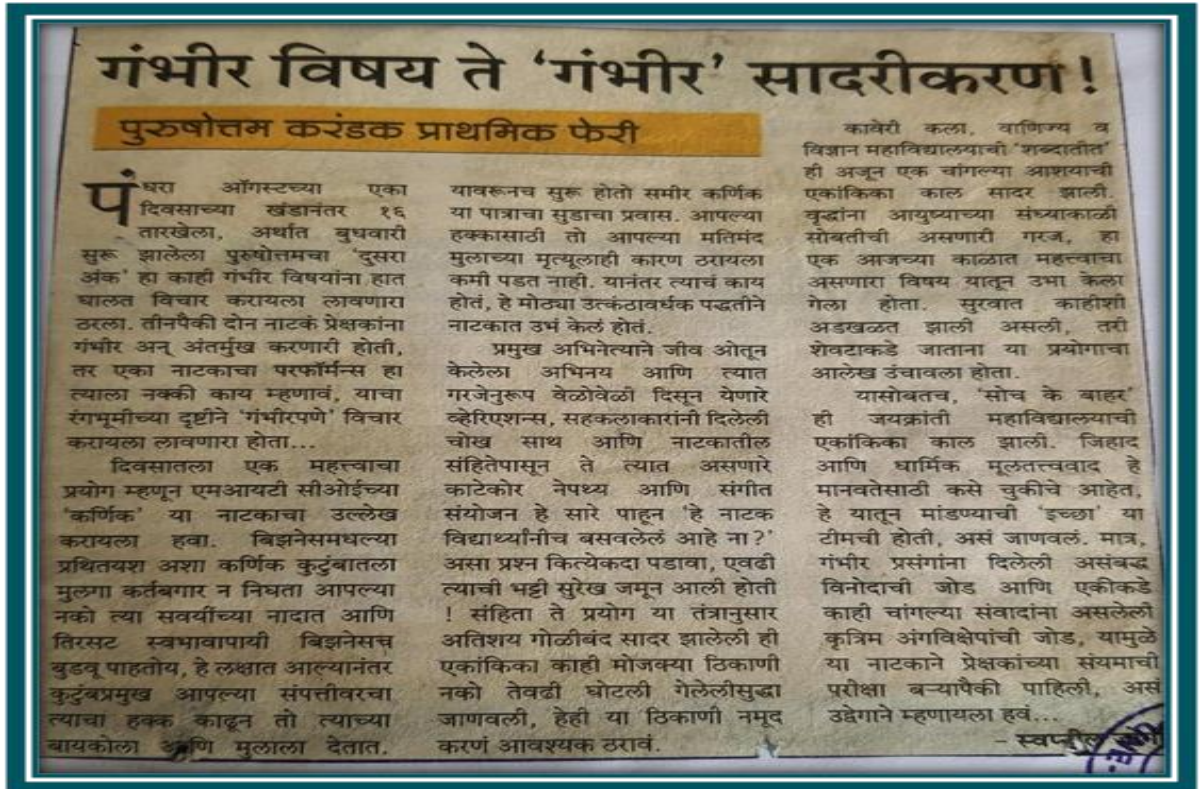 गंभीर विषय ते ‘गंभीर’ सादरीकरण!
पुरुषोत्तम करंडक प्राथमिक फेरी
पंधरा ऑगस्टच्या एका
दिवसाच्या खंडानंतर १६
तारखेला, अर्थात बुधवारी
सुरू झालेला पुरुषोत्तमचा ‘दुसरा
अंक’ हा काही गंभीर विषयांना हात
घालत विचार करायला लावणारा
ठरला. तीनपैकी दोन नाटकं प्रेक्षकांना
गंभीर अन् अंतर्मुख करणारी होती,
तर एका नाटकाचा परफॉर्मन्स हा
त्याला नक्की काय म्हणावं, याचा
रंगभूमीच्या दृष्टीने ‘गंभीरपणे’ विचार
करायला लावणारा होता...
दिवसातला एक महत्त्वाचा
प्रयोग म्हणून एमआयटी सीओईच्या
‘कर्णिक’ या नाटकाचा उल्लेख
करायला हवा. बिझनेसमधल्या
प्रथितयश अशा कर्णिक कुटुंबातला
मुलगा कर्तबगार न निघता आपल्या
नको त्या सवयींच्या नादात आणि
तिरसट स्वभावापायी बिझनेसच
बुडवू पाहतोय, हे लक्षात आल्यानंतर
कुटुंबप्रमुख आपल्या संपत्तीवरचा
त्याचा हक्क काढून तो त्याच्या
बायकोला आणि मुलाला देतात.
यावरूनच सुरू होतो समीर कर्णिक
या पात्राचा सुडाचा प्रवास. आपल्या
हक्कासाठी तो आपल्या मतिमंद
मुलाच्या मृत्यूलाही कारण ठरायला
कमी पडत नाही. यानंतर त्याचं काय
होतं, हे मोठ्या उत्कंठावर्धक पद्धतीने
नाटकात उभं केलं होतं.
प्रमुख अभिनेत्याने जीव ओतून
केलेला अभिनय आणि त्यात
गरजेनुरूप वेळोवेळी दिसून येणारे
व्हेरिएशन्स, सहकलाकारांनी दिलेली
चोख साथ आणि नाटकातील
संहितेपासून ते त्यात असणारे
काटेकोर नेपथ्य आणि संगीत
संयोजन हे सारे पाहून ‘हे नाटक
विद्यार्थ्यांनीच बसवलेलं आहे ना?’
असा प्रश्न कित्येकदा पडावा, एवढी
त्याची भट्टी सुरेख जमून आली होती
! संहिता ते प्रयोग या तंत्रानुसार
अतिशय गोळीबंद सादर झालेली ही
एकांकिका काही मोजक्या ठिकाणी
नको तेवढी घोटली गेलेलीसुद्धा
जाणवली, हेही या ठिकाणी नमूद
करणं आवश्यक ठरावं.
कावेरी कला, वाणिज्य व
विज्ञान महाविद्यालयाची ‘शब्दातीत’
ही अजून एक चांगल्या आशयाची
एकांकिका काल सादर झाली.
वृद्धांना आयुष्याच्या संध्याकाळी
सोबतीची असणारी गरज, हा
एक आजच्या काळात महत्त्वाचा
असणारा विषय यातून उभा केला
गेला होता. सुरवात काहीशी
अडखळत झाली असली, तरी
शेवटाकडे जाताना या प्रयोगाचा
आलेख उंचावला होता.
यासोबतच, ‘सोच के बाहर’
ही जयक्रांती महाविद्यालयाची
एकांकिका काल झाली. जिहाद
आणि धार्मिक मूलतत्त्ववाद हे
मानवतेसाठी कसे चुकीचे आहेत,
हे यातून मांडण्याची ‘इच्छा’ या
टीमची होती, असं जाणवलं. मात्र,
गंभीर प्रसंगांना दिलेली असंबद्ध
विनोदाची जोड आणि एकीकडे
काही चांगल्या संवादांना असलेली
कृत्रिम अंगविक्षेपांची जोड, यामुळे
या नाटकाने प्रेक्षकांच्या संयमाची
परीक्षा बऱ्यापैकी पाहिली, असं
उद्वेगाने म्हणायला हवं...
- स्वप्नील